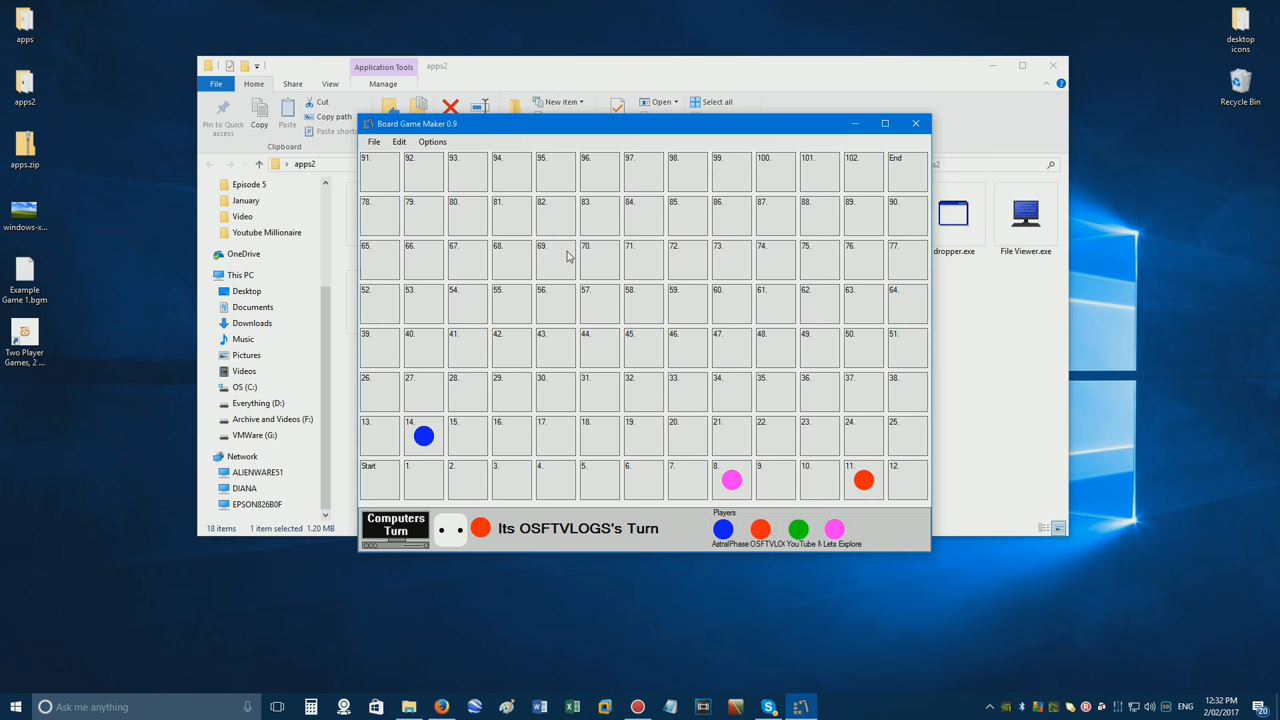 apps
apps2
apps.zip
windows-x...
Example
Game 1.bgm
Two Player
Games, 2 ...
desktop
icons
Recycle Bin
Application Tools
apps2
File
Home
Share
View
Manage
Pin to Quick
access
Copy
Paste
Cut
Copy path
Paste short
Clipboard
New item
Open
Select all
apps2
Episode 5
January
Video
Youtube Millionaire
OneDrive
This PC
Desktop
Documents
Downloads
Music
Pictures
Videos
OS (C:)
Everything (D:)
Archive and Videos (F:)
VMWare (G:)
Network
ALIENWARE51
DIANA
EPSON826B0F
18 items
1 item selected 1.20 MB
dropper.exe
File Viewer.exe
Board Game Maker 0.9
File Edit Options
91. 92. 93. 94. 95. 96. 97. 98. 99. 100. 101. 102. End
78. 79. 80. 81. 82. 83. 84. 85. 86. 87. 88. 89. 90.
65. 66. 67. 68. 69. 70. 71. 72. 73. 74. 75. 76. 77.
52. 53. 54. 55. 56. 57. 58. 59. 60. 61. 62. 63. 64.
39. 40. 41. 42. 43. 44. 45. 46. 47. 48. 49. 50. 51.
26. 27. 28. 29. 30. 31. 32. 33. 34. 35. 36. 37. 38.
13. 14. 15. 16. 17. 18. 19. 20. 21. 22. 23. 24. 25.
Start 1. 2. 3. 4. 5. 6. 7. 8. 9. 10. 11. 12.
Computers
Turn
Its OSFTVLOGS's Turn
Players
AstralPhase OSFTVLO YouTube Lets Explore
Ask me anything
ENG
12:32 PM
2/02/2017
20